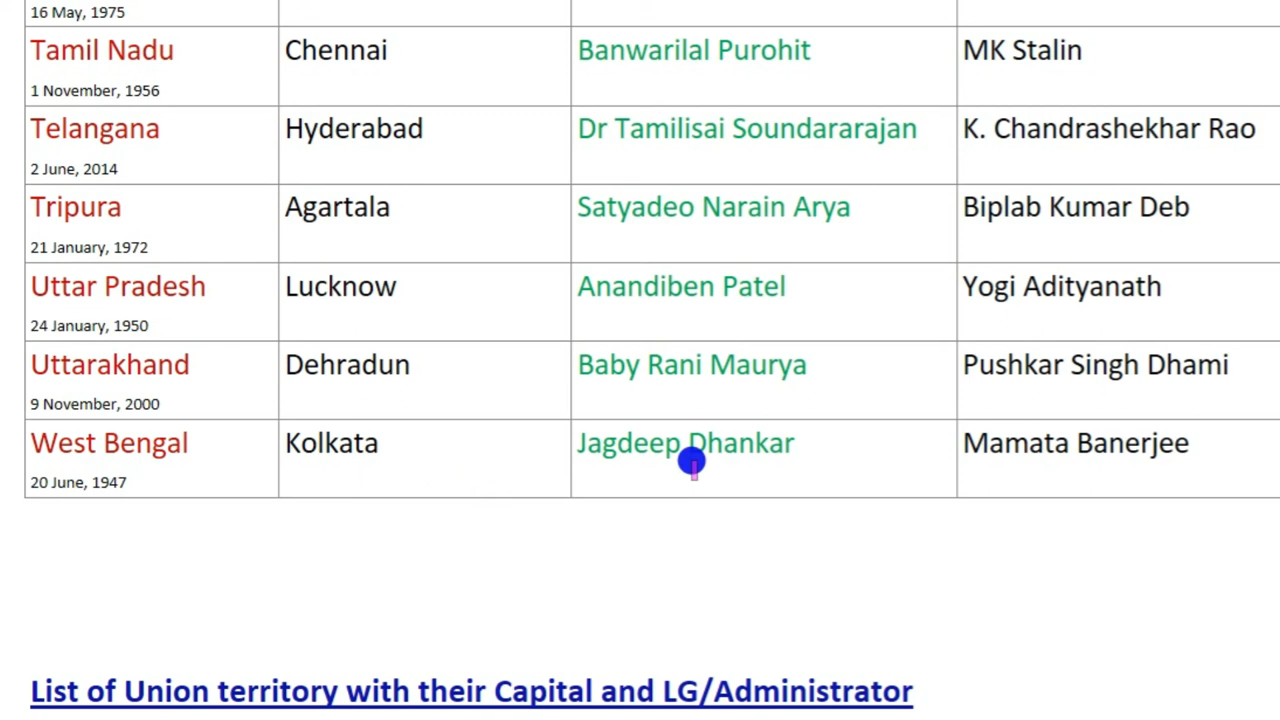 16 May, 1975
Tamil Nadu Chennai Banwarilal Purohit MK Stalin
1 November, 1956
Telangana Hyderabad Dr Tamilisai Soundararajan K. Chandrashekhar Rao
2 June, 2014
Tripura Agartala Satyadeo Narain Arya Biplab Kumar Deb
21 January, 1972
Uttar Pradesh Lucknow Anandiben Patel Yogi Adityanath
24 January, 1950
Uttarakhand Dehradun Baby Rani Maurya Pushkar Singh Dhami
9 November, 2000
West Bengal Kolkata Jagdeep Dhankar Mamata Banerjee
20 June, 1947
List of Union territory with their Capital and LG/Administrator